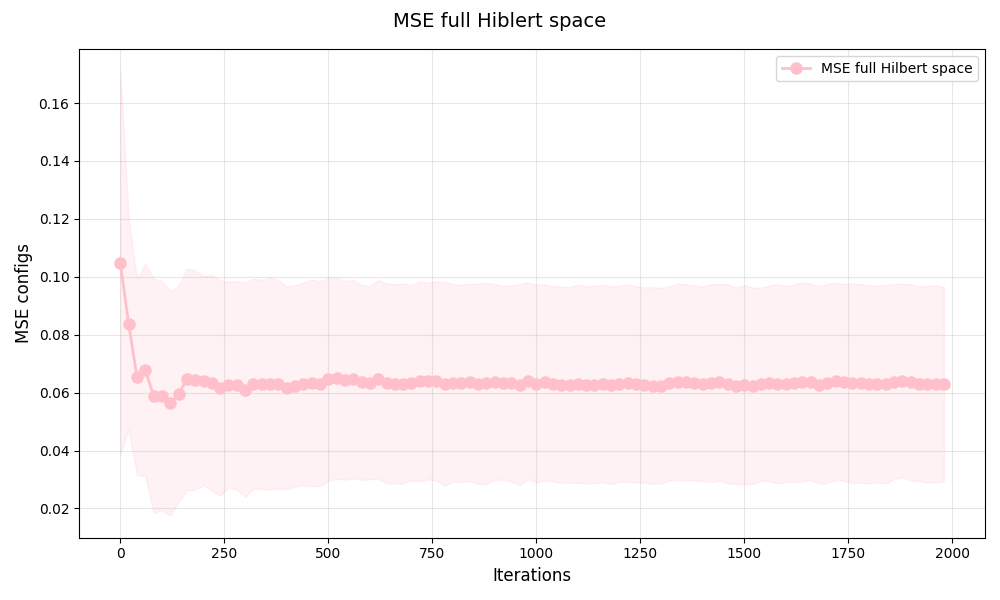 MSE full Hiblert space
MSE full Hilbert space
0.16
0.14
0.12
0.10
0.08
0.06
0.04
0.02
MSE configs
0 250 500 750 1000 1250 1500 1750 2000
Iterations